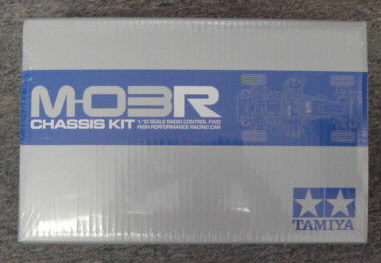 M-03R
CHASSIS KIT
1/10 SCALE RADIO CONTROL FWD
HIGH PERFORMANCE RACING CAR
TAMIYA